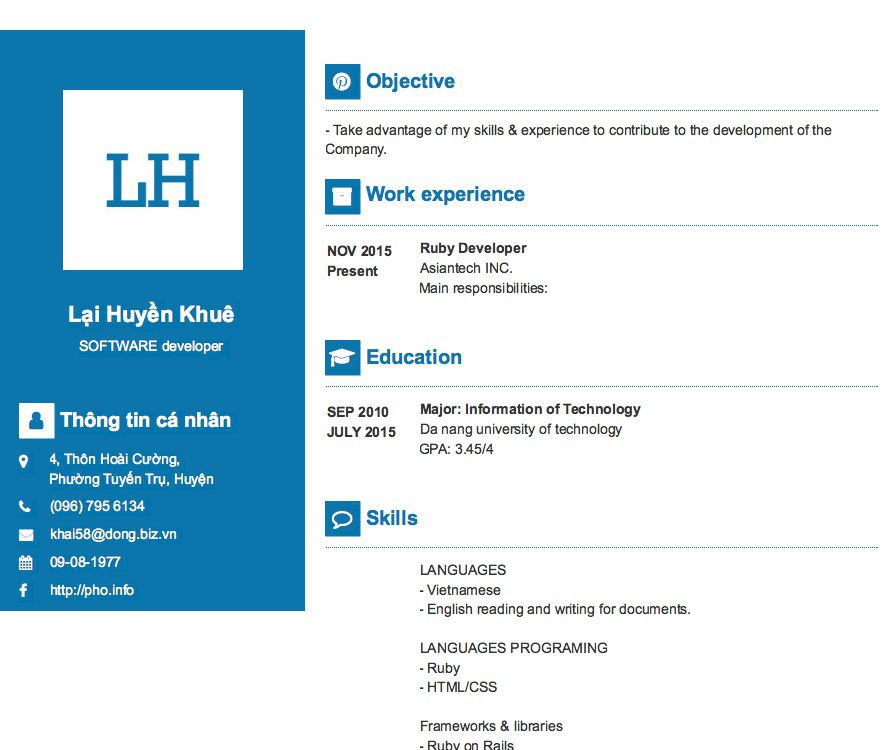 LH
Lại Huyền Khuê
SOFTWARE developer
Thông tin cá nhân
4, Thôn Hoài Cường,
Phường Tuyến Trụ, Huyện
(096) 795 6134
khai58@dong.biz.vn
09-08-1977
http://pho.info
Objective
- Take advantage of my skills & experience to contribute to the development of the
Company.
Work experience
NOV 2015
Present
Ruby Developer
Asiantech INC.
Main responsibilities:
Education
SEP 2010
JULY 2015
Major: Information of Technology
Da nang university of technology
GPA: 3.45/4
Skills
LANGUAGES
- Vietnamese
- English reading and writing for documents.
LANGUAGES PROGRAMING
- Ruby
- HTML/CSS
Frameworks & libraries
- Ruby on Rails